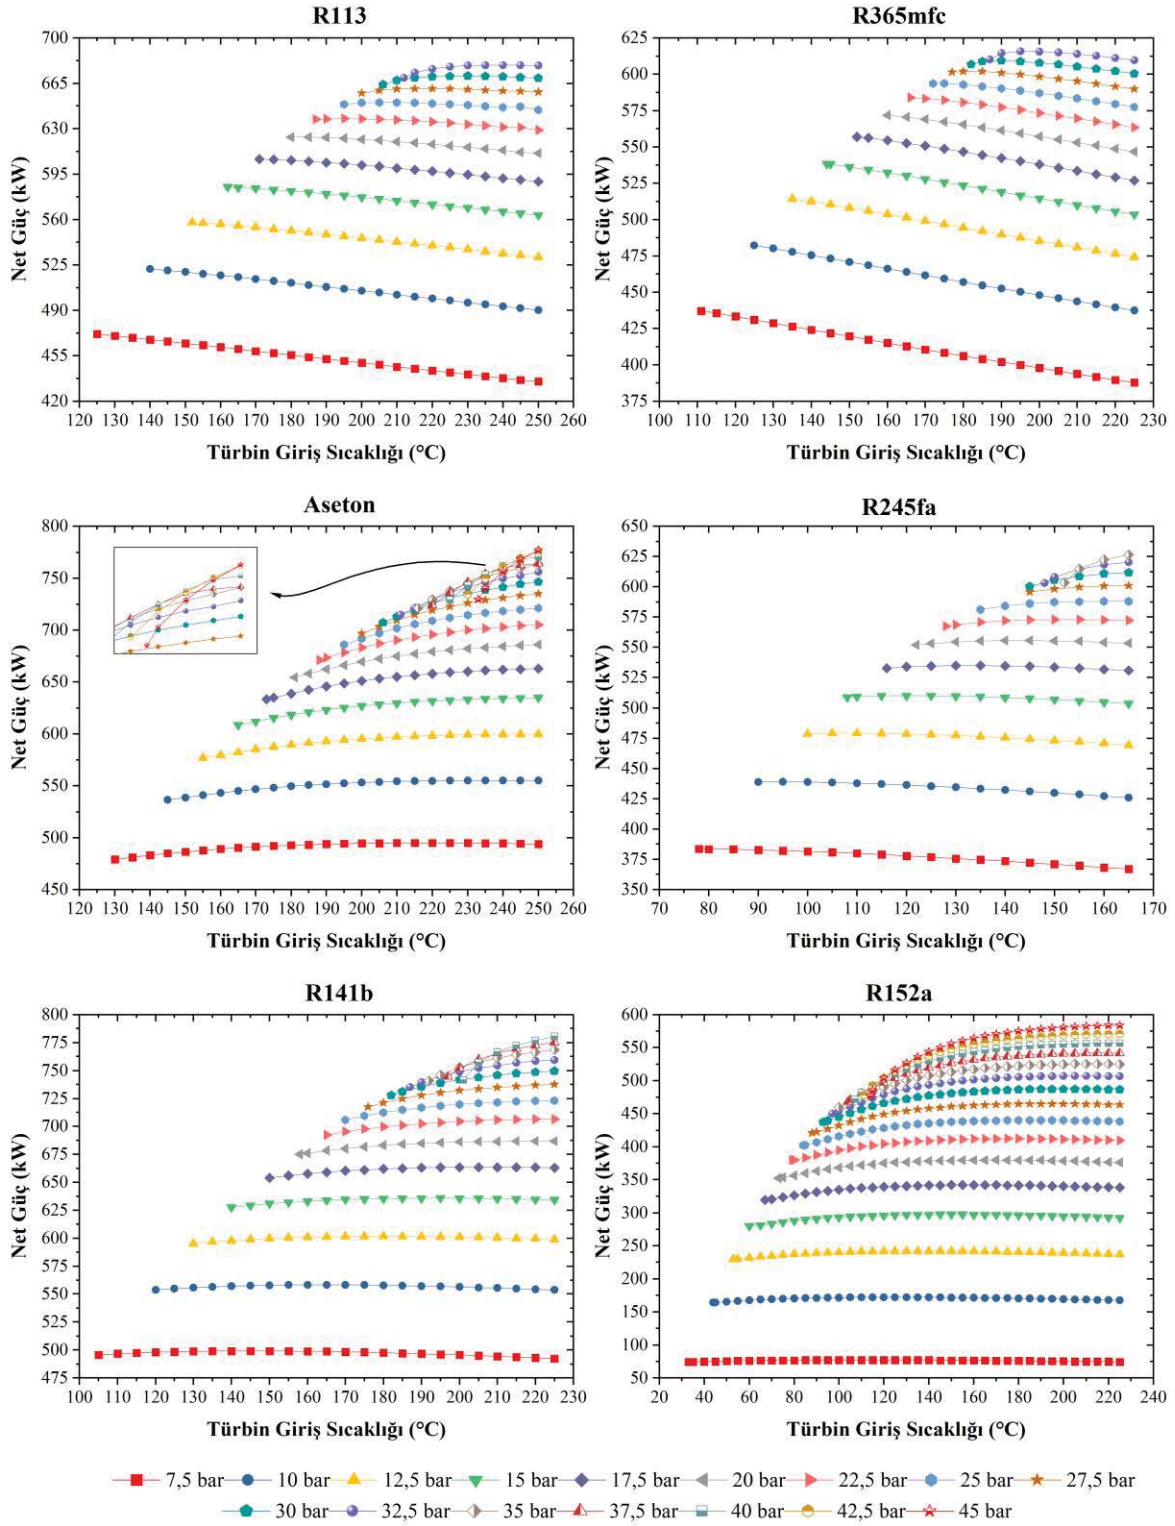 R113
R365mfc
700
665
630
595
560
525
490
455
420
Net Güç (kW)
120 130 140 150 160 170 180 190 200 210 220 230 240 250 260
Türbin Giriş Sıcaklığı (°C)
625
600
575
550
525
500
475
450
425
400
375
Net Güç (kW)
100 110 120 130 140 150 160 170 180 190 200 210 220 230
Türbin Giriş Sıcaklığı (°C)
Aseton
R245fa
800
750
700
650
600
550
500
450
Net Güç (kW)
120 130 140 150 160 170 180 190 200 210 220 230 240 250 260
Türbin Giriş Sıcaklığı (°C)
650
625
600
575
550
525
500
475
450
425
400
375
350
Net Güç (kW)
70 80 90 100 110 120 130 140 150 160 170
Türbin Giriş Sıcaklığı (°C)
R141b
R152a
800
775
750
725
700
675
650
625
600
575
550
525
500
475
Net Güç (kW)
100 110 120 130 140 150 160 170 180 190 200 210 220 230
Türbin Giriş Sıcaklığı (°C)
600
550
500
450
400
350
300
250
200
150
100
50
Net Güç (kW)
20 40 60 80 100 120 140 160 180 200 220 240
Türbin Giriş Sıcaklığı (°C)
7,5 bar 10 bar 12,5 bar 15 bar 17,5 bar 20 bar 22,5 bar 25 bar 27,5 bar
30 bar 32,5 bar 35 bar 37,5 bar 40 bar 42,5 bar 45 bar